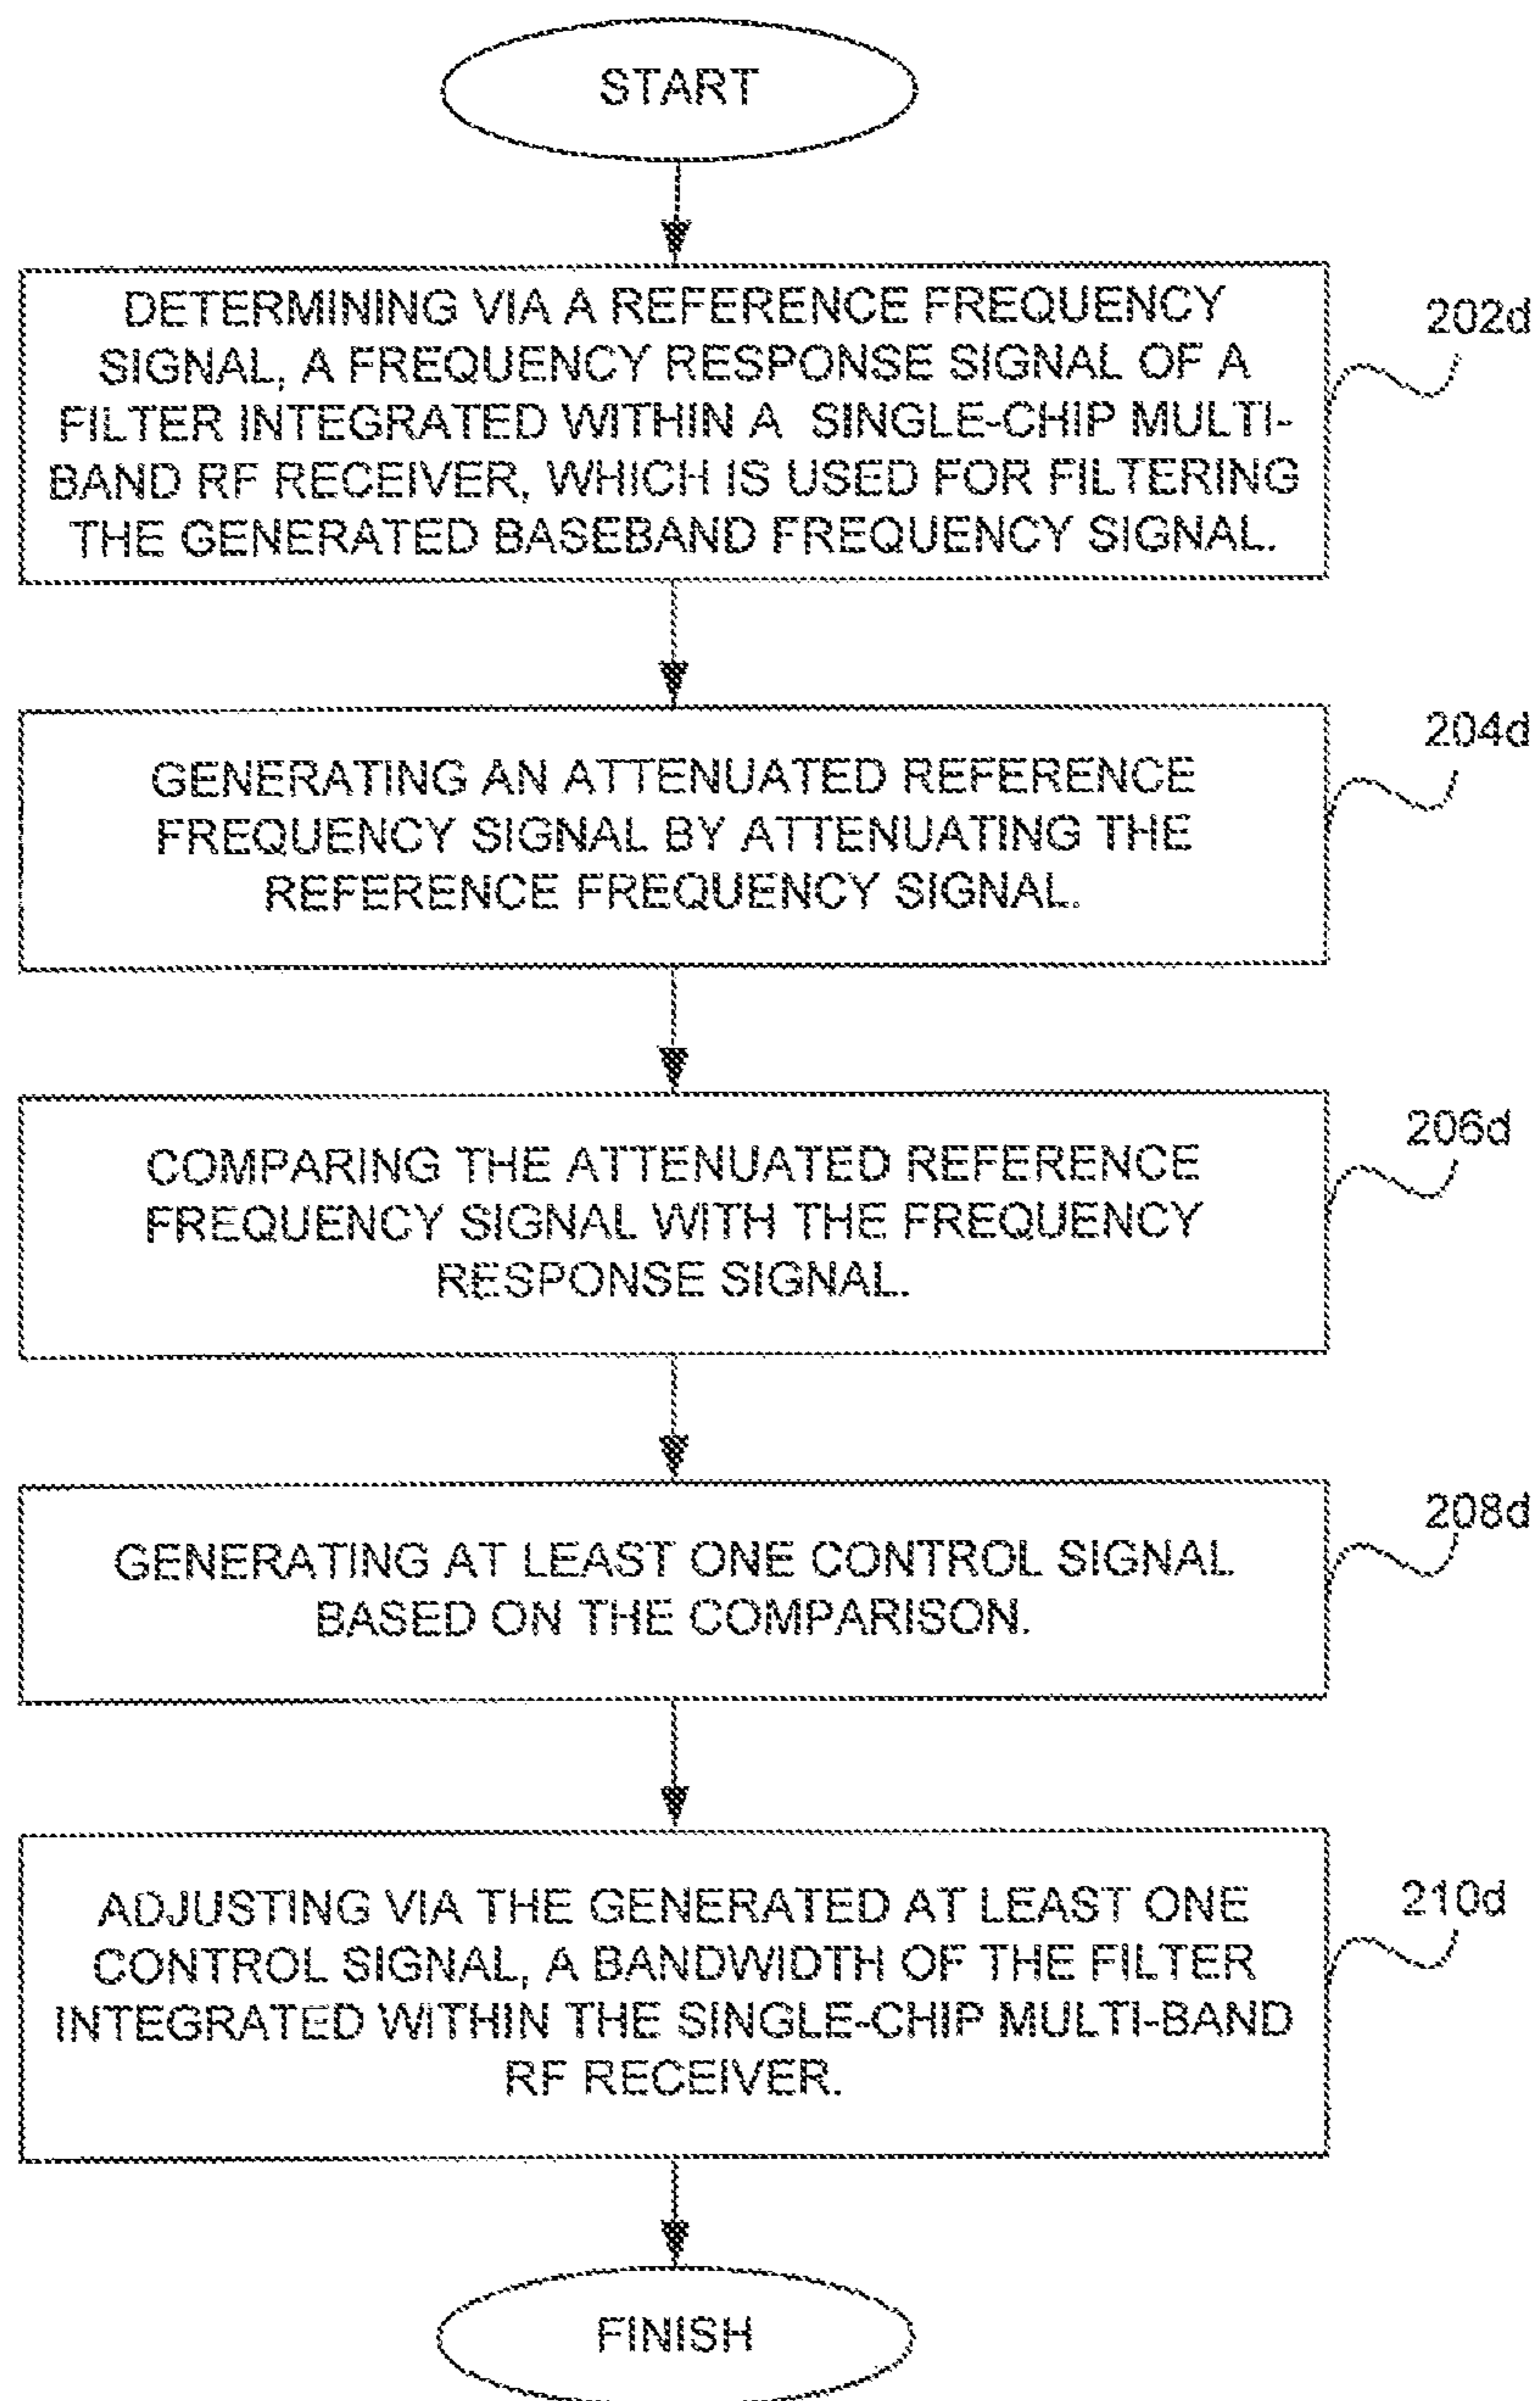 START
DETERMINING VIA A REFERENCE FREQUENCY
SIGNAL, A FREQUENCY RESPONSE SIGNAL OF A
FILTER INTEGRATED WITHIN A SINGLE-CHIP MULTI-
BAND RF RECEIVER, WHICH IS USED FOR FILTERING
THE GENERATED BASEBAND FREQUENCY SIGNAL.
202d
GENERATING AN ATTENUATED REFERENCE
FREQUENCY SIGNAL BY ATTENUATING THE
REFERENCE FREQUENCY SIGNAL.
204d
COMPARING THE ATTENUATED REFERENCE
FREQUENCY SIGNAL WITH THE FREQUENCY
RESPONSE SIGNAL.
206d
GENERATING AT LEAST ONE CONTROL SIGNAL
BASED ON THE COMPARISON.
208d
ADJUSTING VIA THE GENERATED AT LEAST ONE
CONTROL SIGNAL, A BANDWIDTH OF THE FILTER
INTEGRATED WITHIN THE SINGLE-CHIP MULTI-BAND
RF RECEIVER.
210d
FINISH